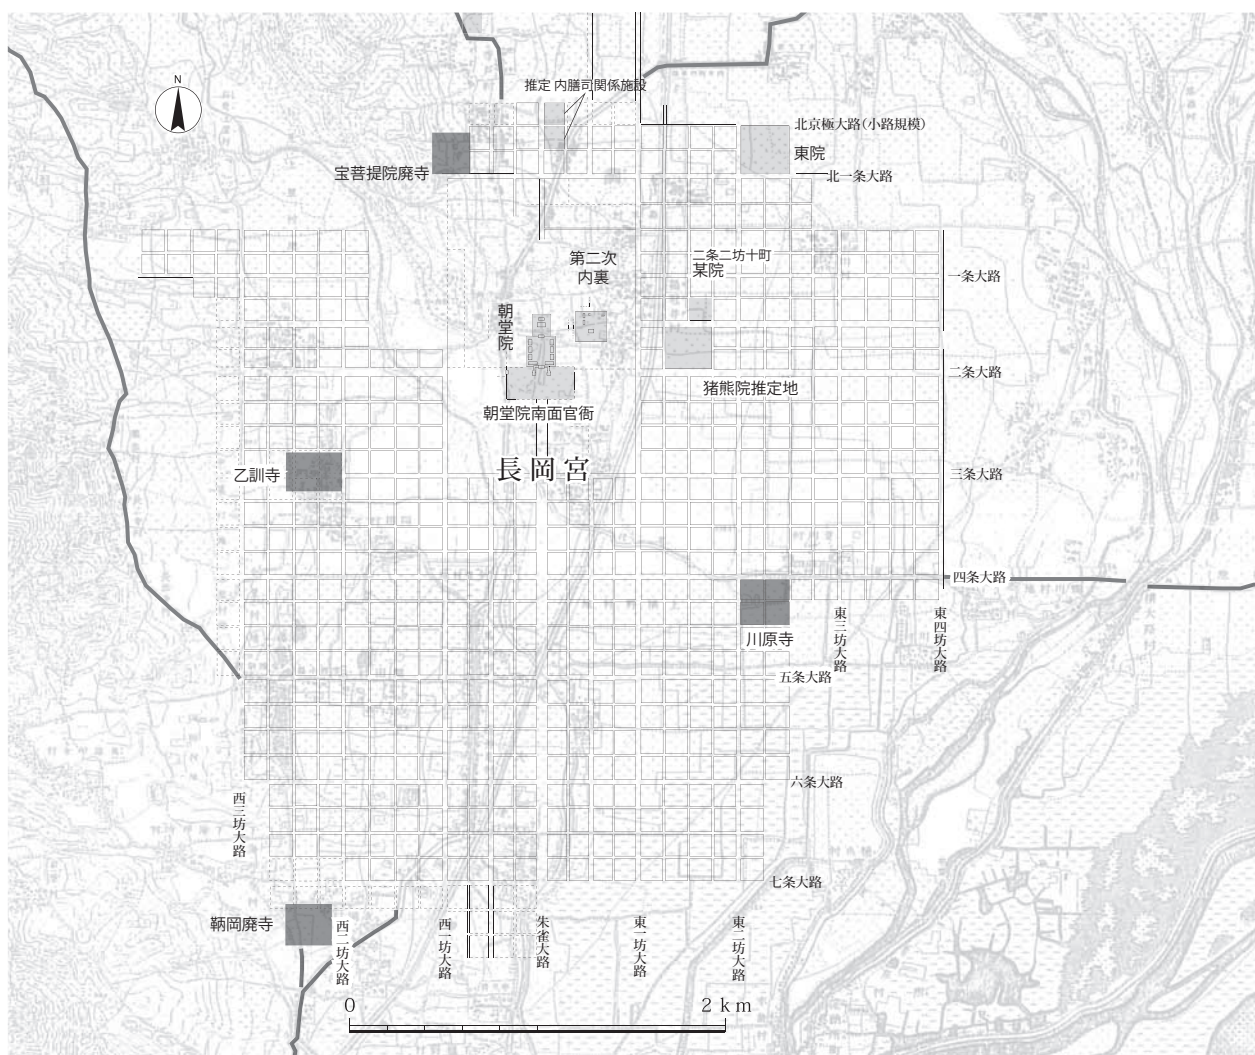 N
推定 内膳司関係施設
北京極大路(小路規模)
東院
宝菩提院廃寺
北一条大路
第二次
内裏
二条二坊十町
某院
一条大路
朝堂院
二条大路
猪熊院推定地
朝堂院南面官衙
長岡宮
乙訓寺
三条大路
四条大路
川原寺
東三坊大路
東四坊大路
五条大路
六条大路
西三坊大路
七条大路
鞆岡廃寺
西二坊大路
西一坊大路
朱雀大路
東一坊大路
東二坊大路
0
2km